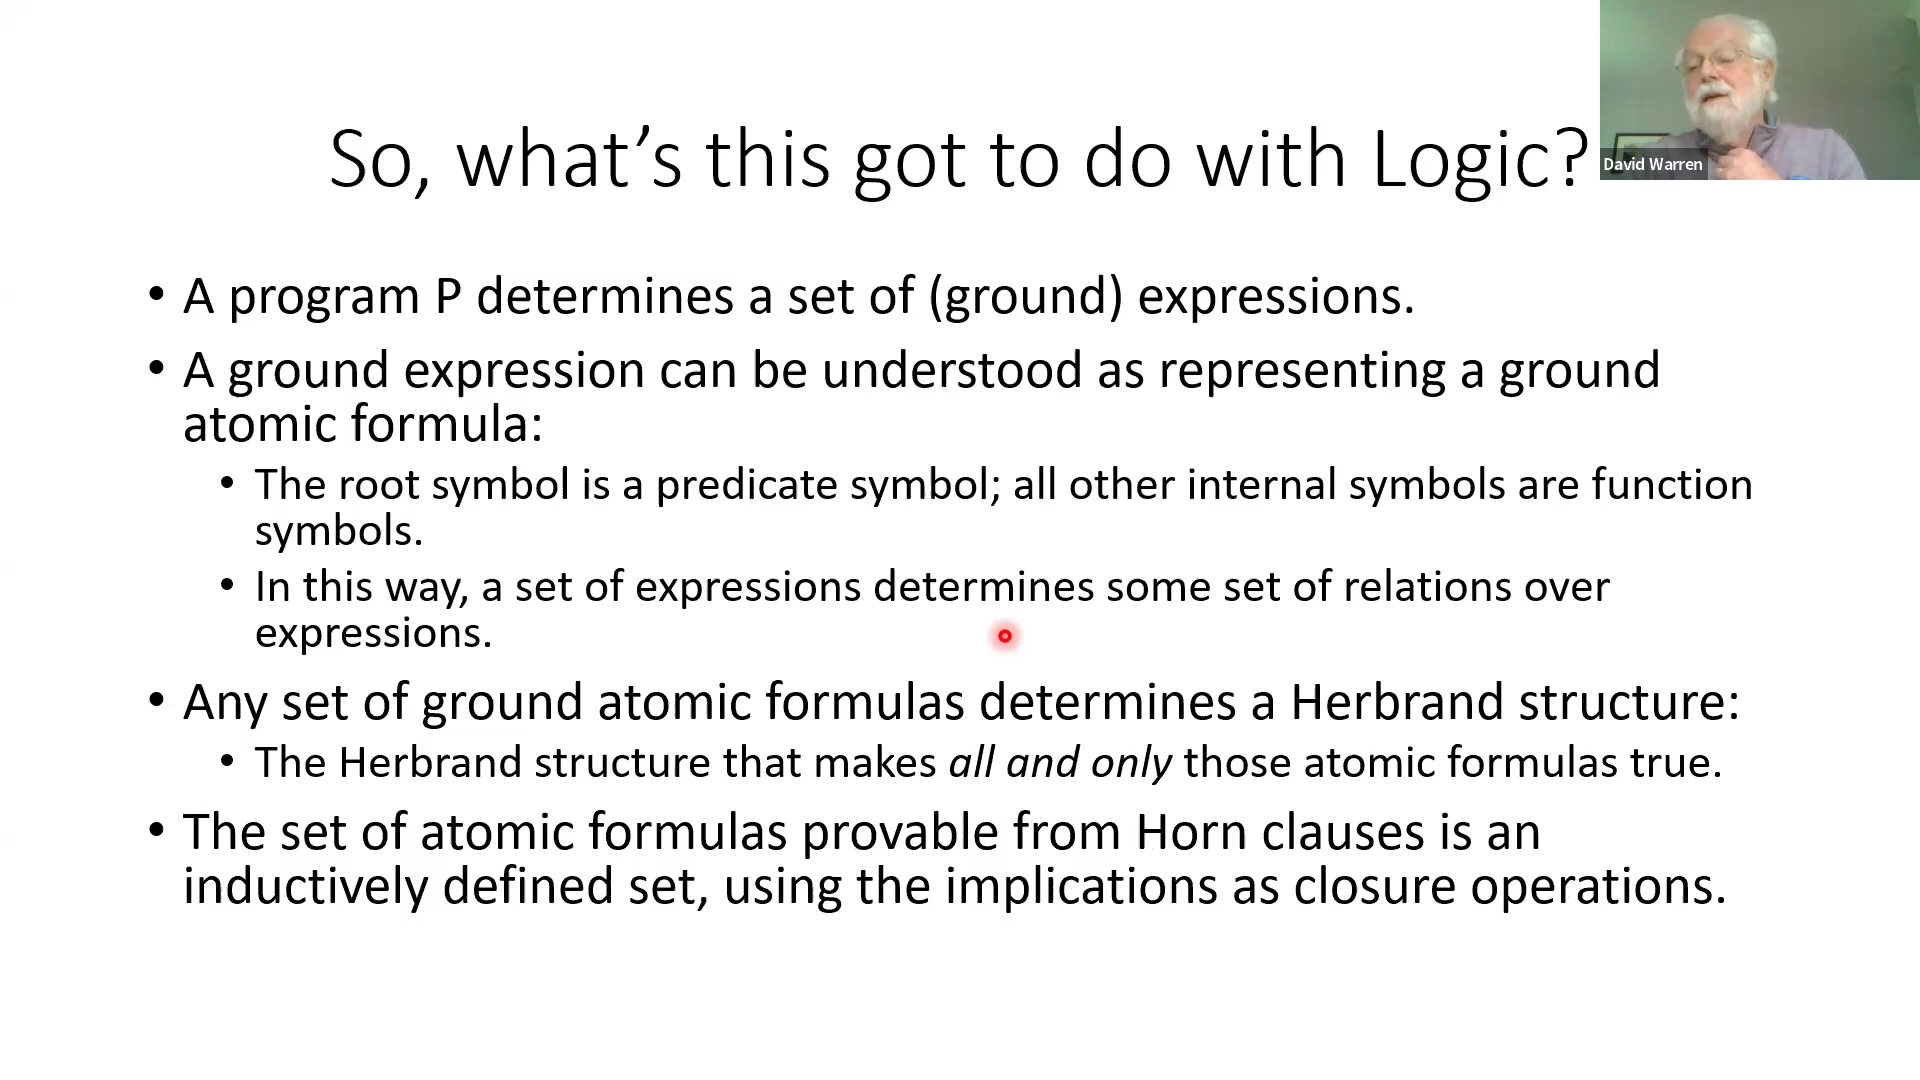 So, what's this got to do with Logic?
David Warren
• A program P determines a set of (ground) expressions.
• A ground expression can be understood as representing a ground
atomic formula:
• The root symbol is a predicate symbol; all other internal symbols are function
symbols.
• In this way, a set of expressions determines some set of relations over
expressions.
• Any set of ground atomic formulas determines a Herbrand structure:
• The Herbrand structure that makes all and only those atomic formulas true.
• The set of atomic formulas provable from Horn clauses is an
inductively defined set, using the implications as closure operations.